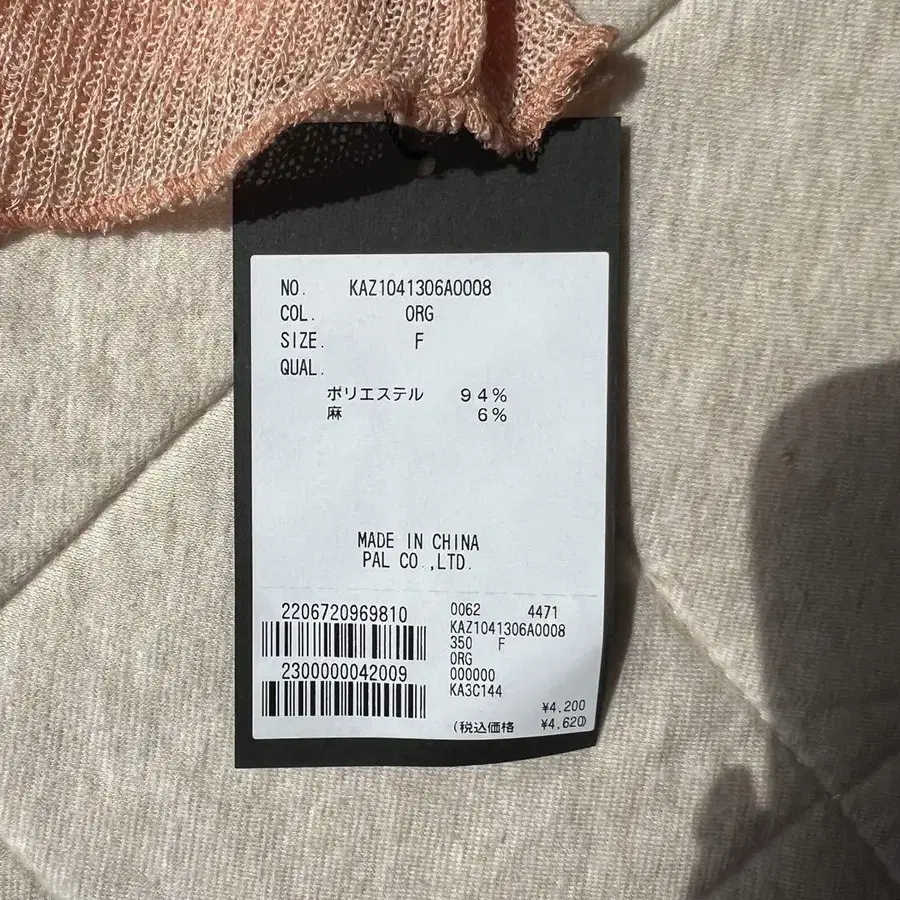 NO. KAZ1041306A0008
COL. ORG
SIZE. F
QUAL.
ポリエステル 94%
麻 6%
MADE IN CHINA
PAL CO.,LTD.
2206720969810
2300000042009
0062 4471
KAZ1041306A0008
350 F
ORG
000000
KA3C144
¥4.200
(税込価格 ¥4.620)